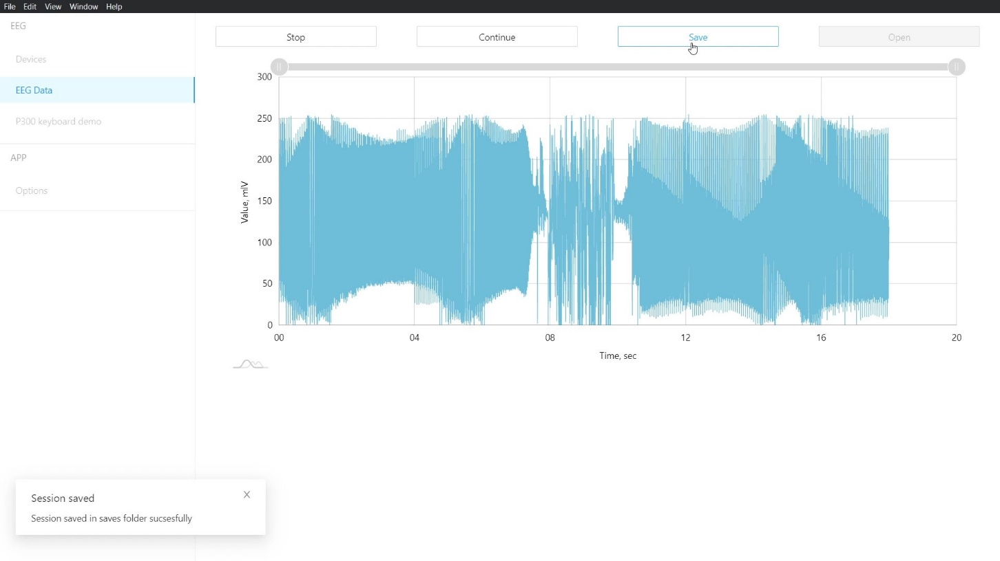 File Edit View Window Help
EEG
Devices
EEG Data
P300 keyboard demo
APP
Options
Stop Continue Save Open
300
250
200
150
100
50
0
Value, mlV
00 04 08 12 16 20
Time, sec
Session saved
Session saved in saves folder sucsesfully